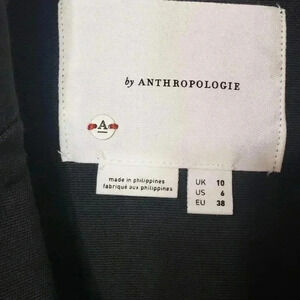 by ANTHROPOLOGIE
A
made in philippines
fabriqué aux philippines
UK 10
US 6
EU 38